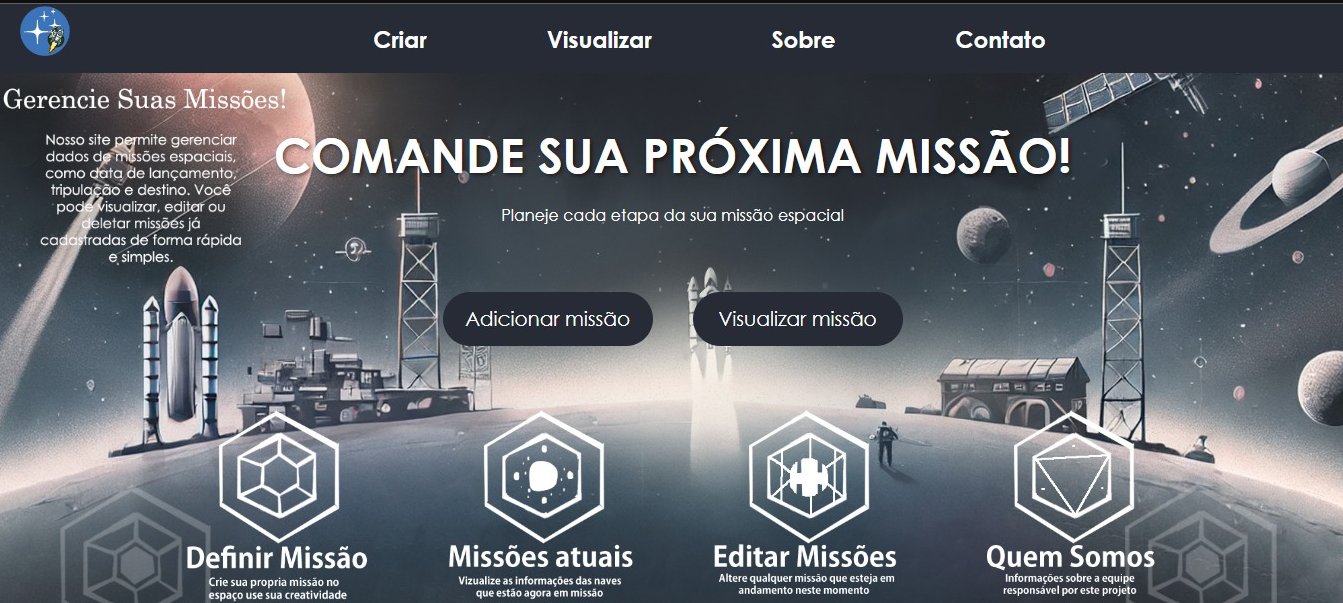 Criar
Visualizar
Sobre
Contato
Gerencie Suas Missões!
Nosso site permite gerenciar
dados de missões espaciais,
como data de lançamento,
tripulação e destino. Você
pode visualizar, editar ou
deletar missões já
cadastradas de forma rápida
e simples.
COMANDE SUA PRÓXIMA MISSÃO!
Planeje cada etapa da sua missão espacial
Adicionar missão
Visualizar missão
Definir Missão
Crie sua propria missão no
espaço use sua creatividade
Missões atuais
Vizualize as informações das naves
que estão agora em missão
Editar Missões
Altere qualquer missão que esteja em
andamento neste momento
Quem Somos
Informações sobre a equipe
responsável por este projeto